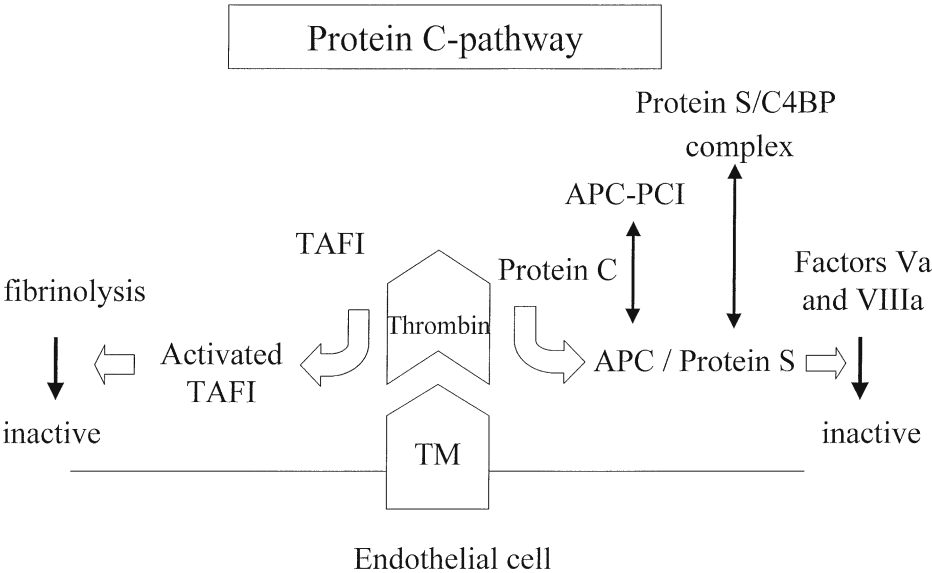 Protein C-pathway
Protein S/C4BP
complex
APC-PCI
TAFI
Protein C
Factors Va
and VIIIa
fibrinolysis
Thrombin
Activated
TAFI
APC / Protein S
inactive
inactive
TM
Endothelial cell